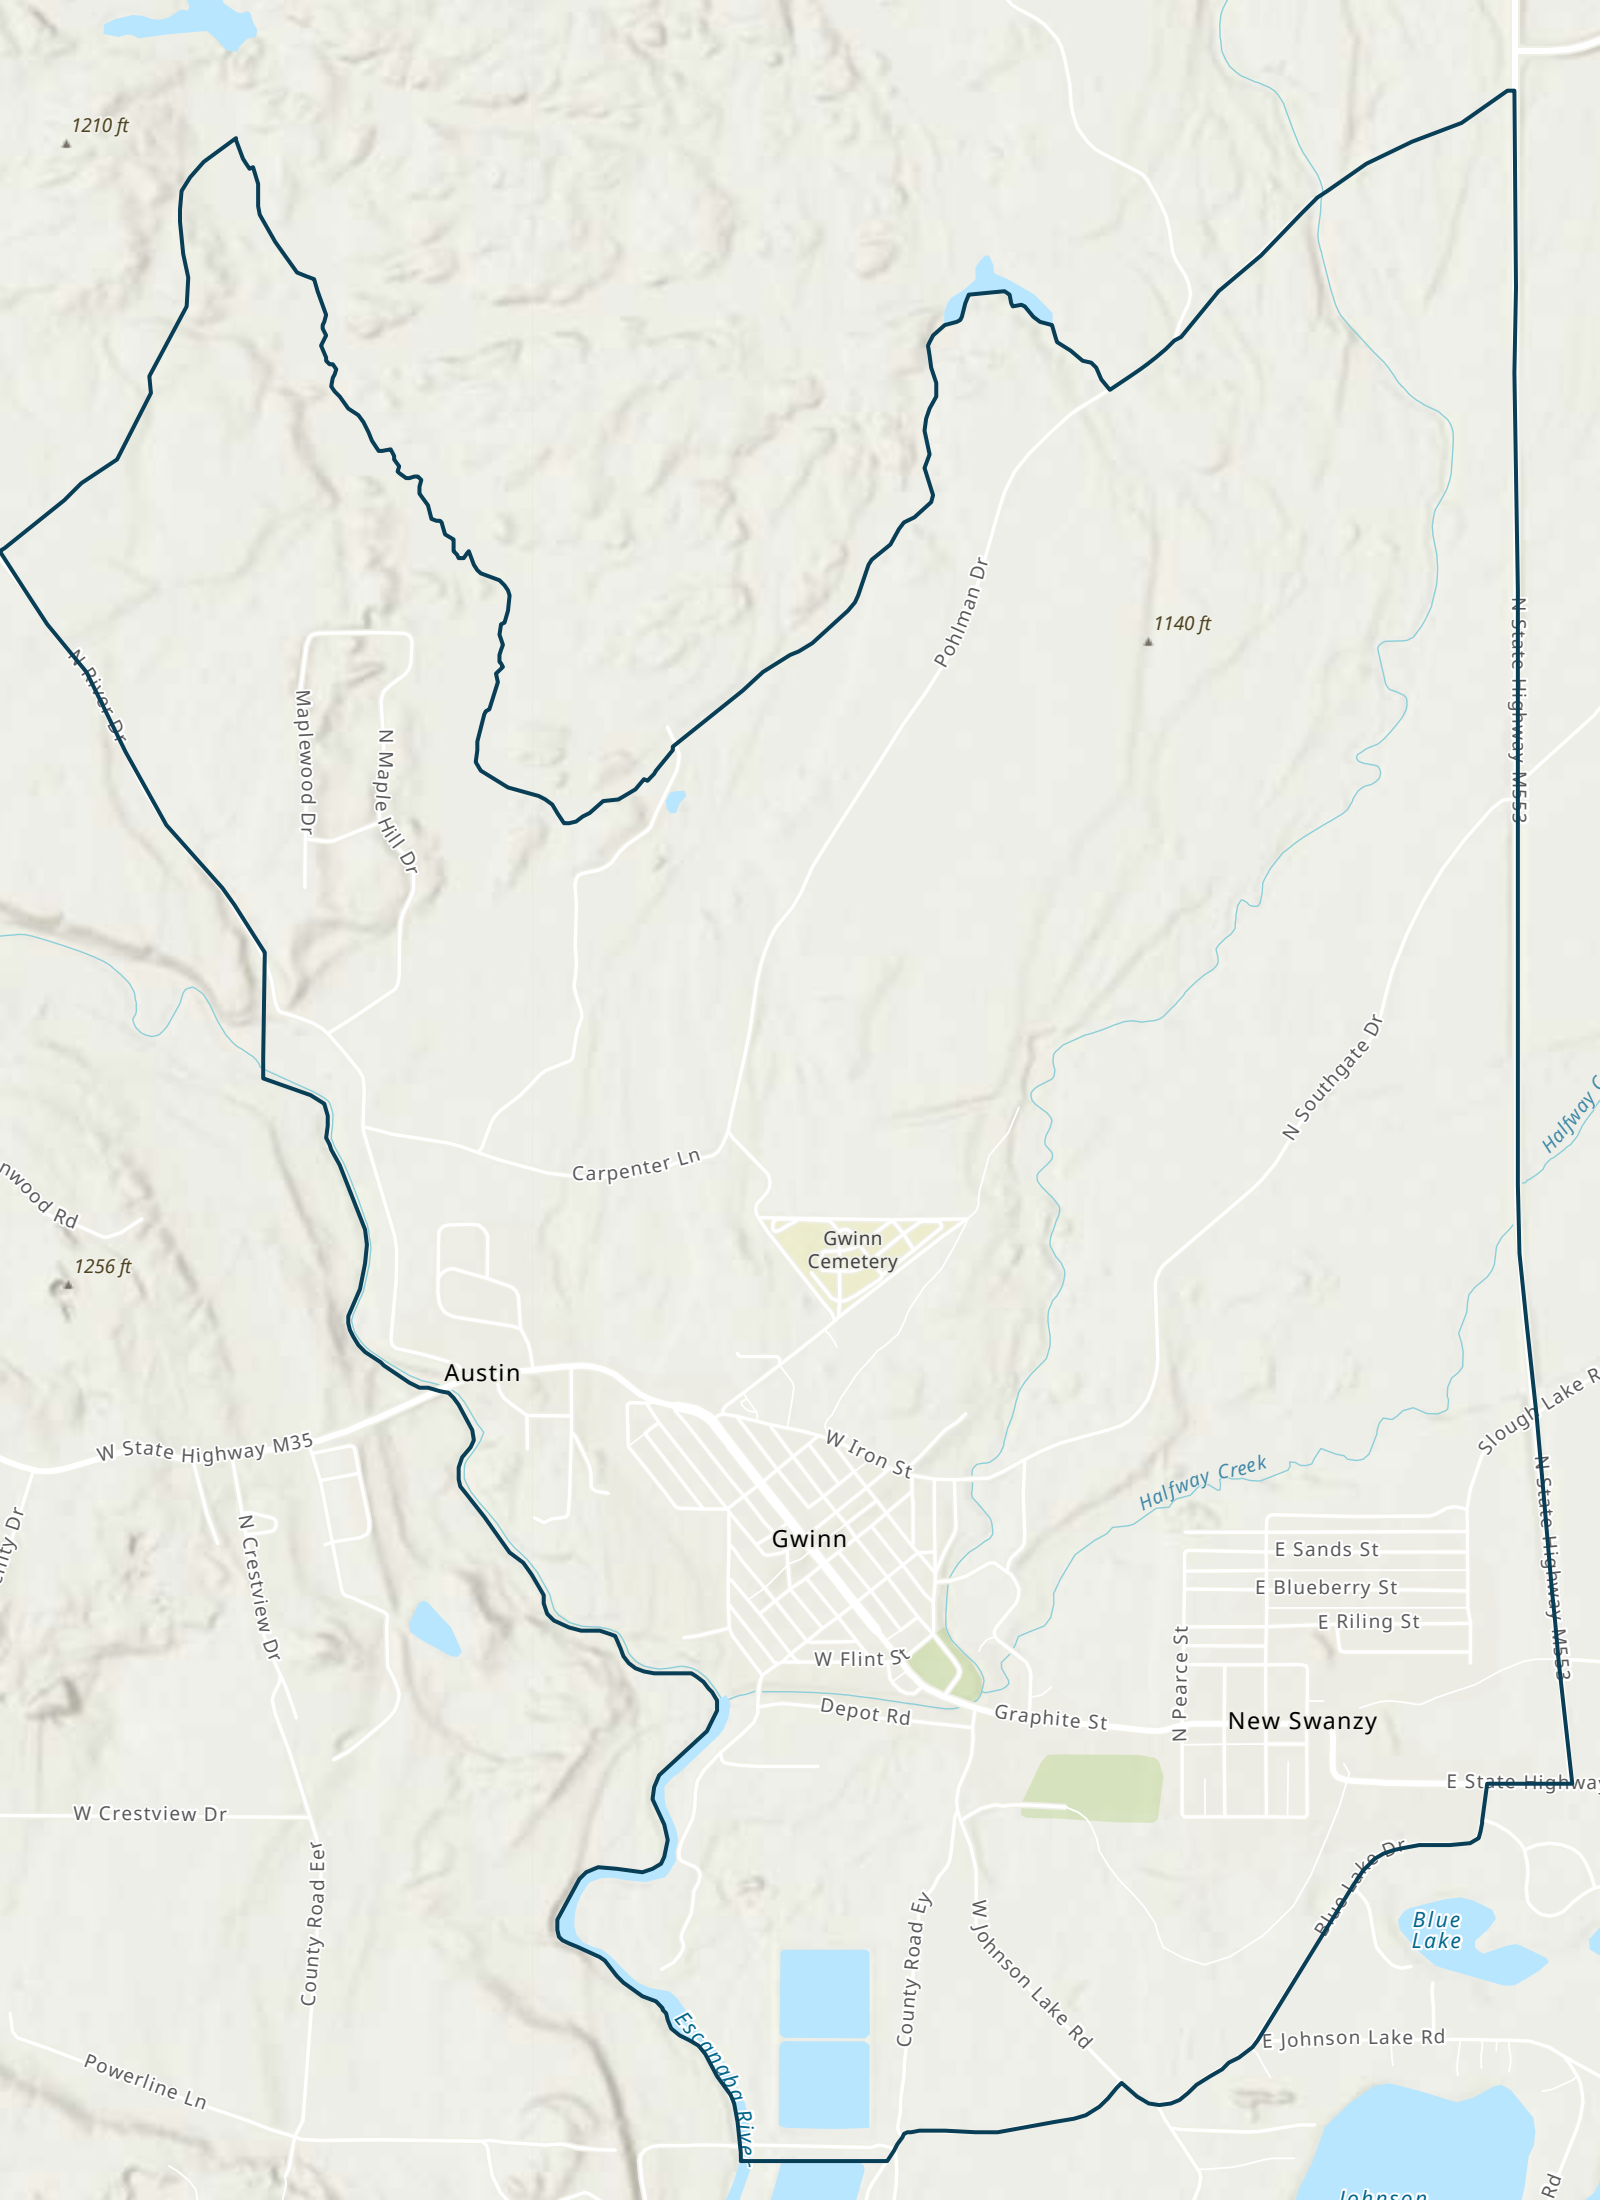 1210 ft
Pohlman Dr
1140 ft
N State Highway M553
N River Dr
Maplewood Dr
N Maple Hill Dr
N Southgate Dr
Halfway C
Carpenter Ln
nwood Rd
Gwinn
Cemetery
1256 ft
Austin
Slough Lake R
W State Highway M35
W Iron St
Halfway Creek
N State Highway M553
N Crestview Dr
Gwinn
E Sands St
E Blueberry St
E Riling St
W Flint St
N Pearce St
Depot Rd
Graphite St
New Swanzy
E State Highway
W Crestview Dr
County Road Eer
Blue Lake Dr
County Road Ey
W Johnson Lake Rd
Blue
Lake
Escanaba River
E Johnson Lake Rd
Powerline Ln
Rd
Johnson